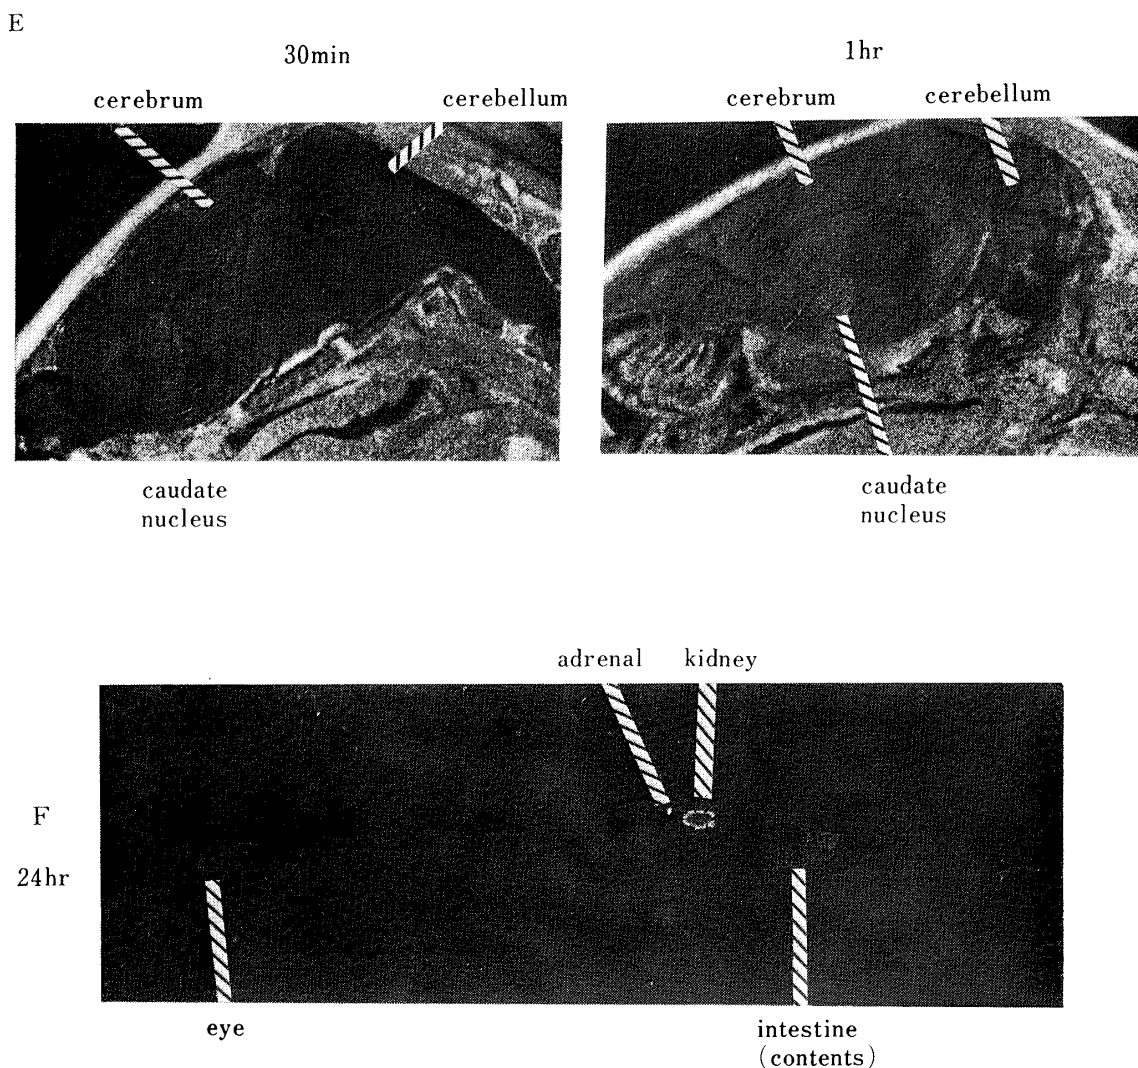 E
30min
1hr
cerebrum
cerebellum
cerebrum
cerebellum
caudate
nucleus
caudate
nucleus
adrenal
kidney
F
24hr
eye
intestine
(contents)